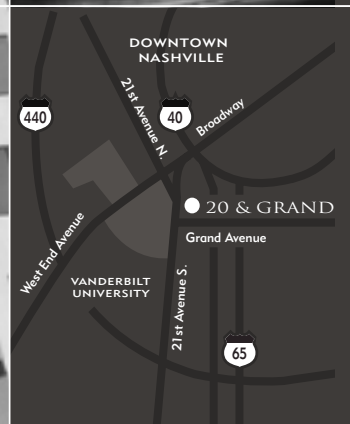 DOWNTOWN
NASHVILLE
21st Avenue N.
440
40
Broadway
20 & GRAND
Grand Avenue
West End Avenue
VANDERBILT
UNIVERSITY
21st Avenue S.
65